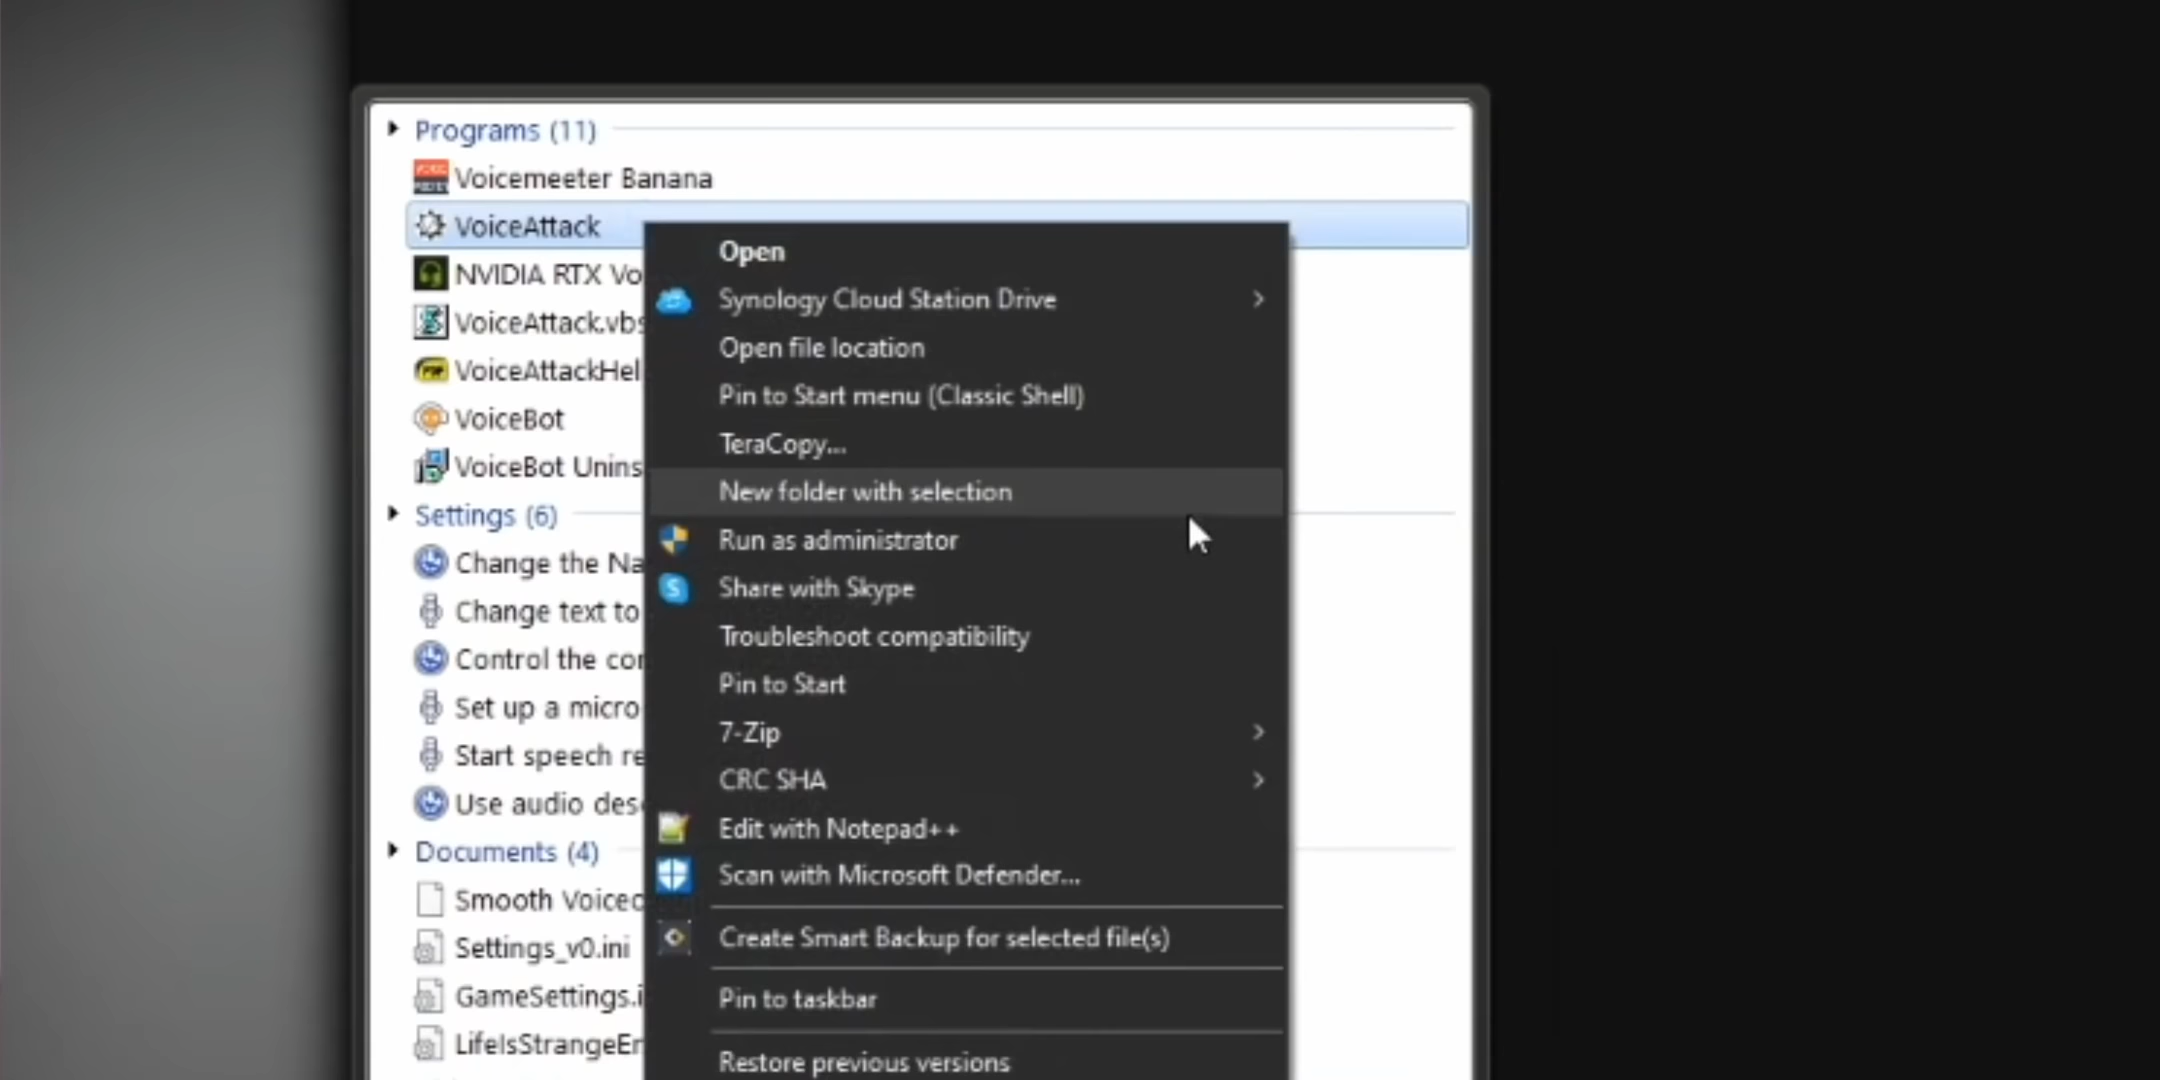 Programs (11)
Voicemeeter Banana
VoiceAttack
NVIDIA RTX Vo
VoiceAttack.vbs
VoiceAttackHel
VoiceBot
VoiceBot Unins
Settings (6)
Change the Na
Change text to
Control the cor
Set up a micro
Start speech re
Use audio des
Documents (4)
Smooth Voicec
Settings_v0.ini
GameSettings.i
LifeIsStrangeEr
Open
Synology Cloud Station Drive
Open file location
Pin to Start menu (Classic Shell)
TeraCopy...
New folder with selection
Run as administrator
Share with Skype
Troubleshoot compatibility
Pin to Start
7-Zip
CRC SHA
Edit with Notepad++
Scan with Microsoft Defender...
Create Smart Backup for selected file(s)
Pin to taskbar
Restore previous versions